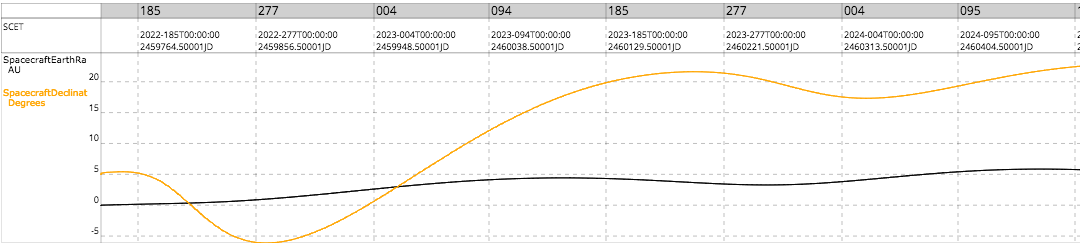 185 277 004 094 185 277 004 095
SCET
2022-185T00:00:00 2022-277T00:00:00 2023-004T00:00:00 2023-094T00:00:00 2023-185T00:00:00 2023-277T00:00:00 2024-004T00:00:00 2024-095T00:00:00
2459764.50001JD 2459856.50001JD 2459948.50001JD 2460038.50001JD 2460129.50001JD 2460221.50001JD 2460313.50001JD 2460404.50001JD
SpacecraftEarthRa
AU
20
SpacecraftDeclinat
Degrees
15
10
5
0
-5